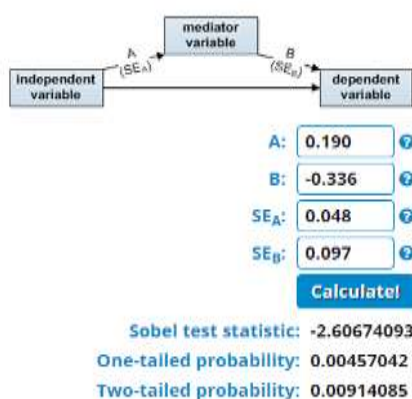 mediator
variable
A
(SEA)
B
(SEB)
independent
variable
dependent
variable
A: 0.190 ?
B: -0.336 ?
SEA: 0.048 ?
SEB: 0.097 ?
Calculate!
Sobel test statistic: -2.60674093
One-tailed probability: 0.00457042
Two-tailed probability: 0.00914085